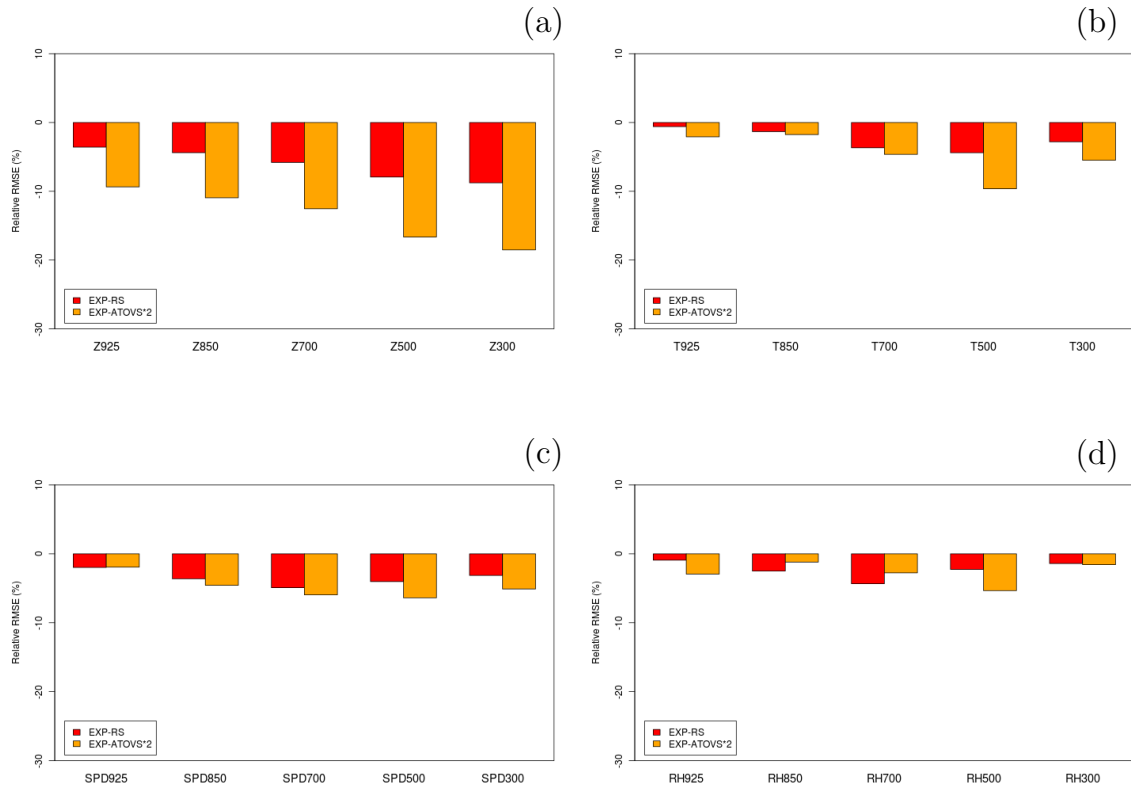 (a)
10
0
-10
-20
-30
Relative RMSE (%)
EXP-RS
EXP-ATOVS*2
Z925 Z850 Z700 Z500 Z300
(b)
10
0
-10
-20
-30
Relative RMSE (%)
EXP-RS
EXP-ATOVS*2
T925 T850 T700 T500 T300
(c)
10
0
-10
-20
-30
Relative RMSE (%)
EXP-RS
EXP-ATOVS*2
SPD925 SPD850 SPD700 SPD500 SPD300
(d)
10
0
-10
-20
-30
Relative RMSE (%)
EXP-RS
EXP-ATOVS*2
RH925 RH850 RH700 RH500 RH300